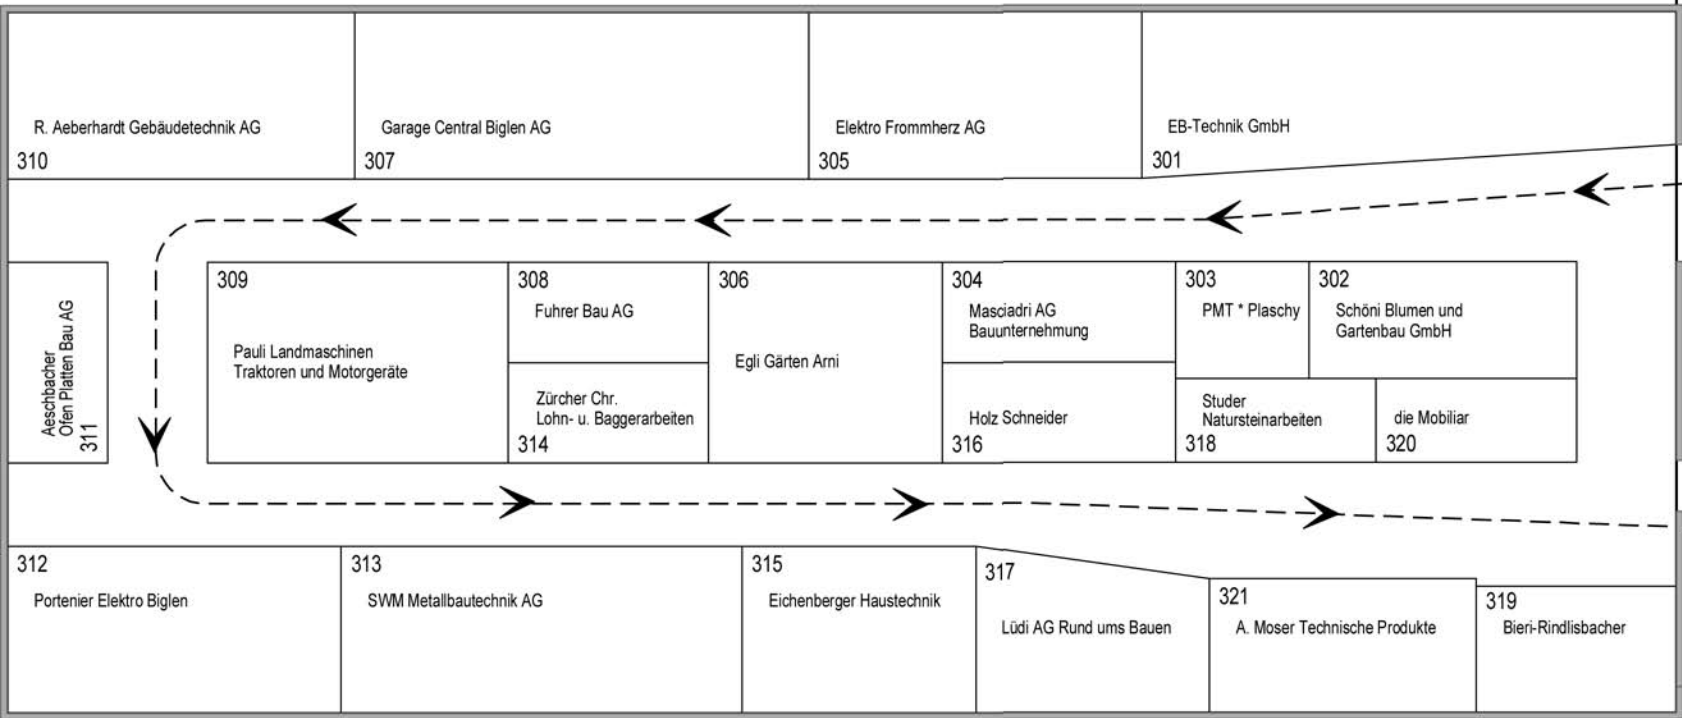 R. Aeberhardt Gebäudetechnik AG
310
Garage Central Biglen AG
307
Elektro Frommherz AG
305
EB-Technik GmbH
301
Aeschbacher
Ofen Platten Bau AG
311
309
Pauli Landmaschinen
Traktoren und Motorgeräte
308
Fuhrer Bau AG
Zürcher Chr.
Lohn- u. Baggerarbeiten
314
306
Egli Gärten Arni
304
Masciadri AG
Bauunternehmung
Holz Schneider
316
303
PMT * Plaschy
302
Schöni Blumen und
Gartenbau GmbH
Studer
Natursteinarbeiten
318
die Mobiliar
320
312
Portenier Elektro Biglen
313
SWM Metallbautechnik AG
315
Eichenberger Haustechnik
317
Lüdi AG Rund ums Bauen
321
A. Moser Technische Produkte
319
Bieri-Rindlisbacher